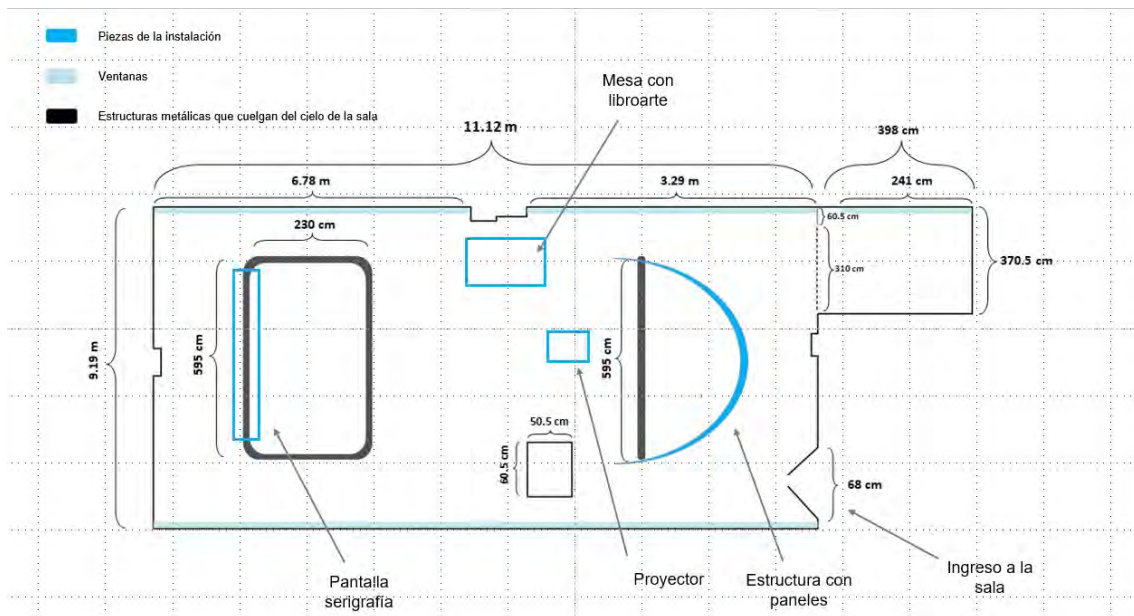 Piezas de la instalación
Ventanas
Estructuras metálicas que cuelgan del cielo de la sala
Mesa con
libroarte
11.12 m
398 cm
6.78 m
3.29 m
241 cm
60.5 cm
230 cm
310 cm
370.5 cm
9.19 m
595 cm
595 cm
50.5 cm
60.5 cm
68 cm
Pantalla
serigrafía
Proyector
Estructura con
paneles
Ingreso a la
sala